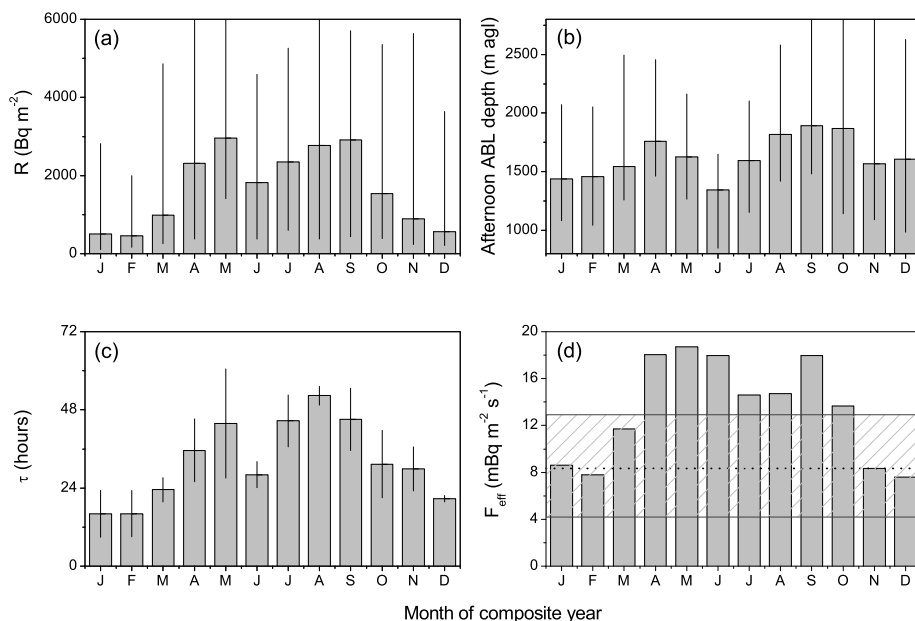 (a)
R (Bq m⁻²)
6000
4000
2000
0
J F M A M J J A S O N D
(b)
Afternoon ABL depth (m agl)
2500
2000
1500
1000
J F M A M J J A S O N D
(c)
τ (hours)
72
48
24
0
J F M A M J J A S O N D
(d)
F_eff (mBq m⁻² s⁻¹)
20
16
12
8
4
0
J F M A M J J A S O N D
Month of composite year